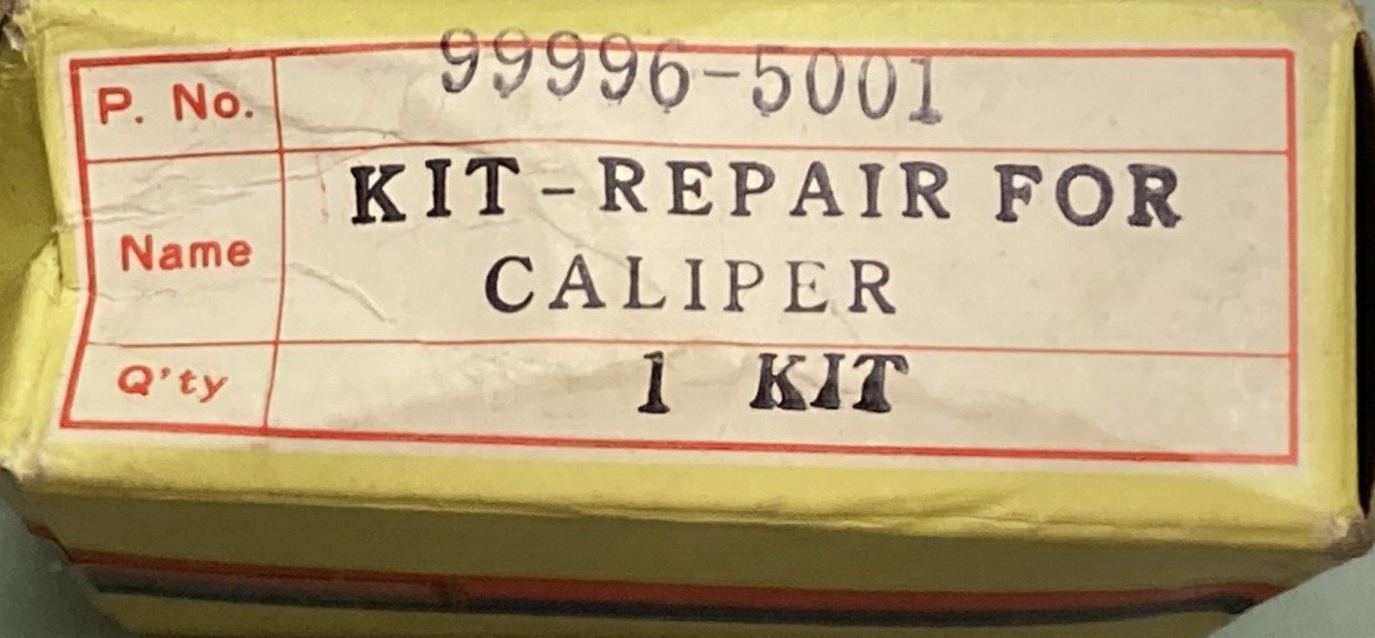 P. No. 99996-5001
Name KIT-REPAIR FOR
CALIPER
Q'ty 1 KIT